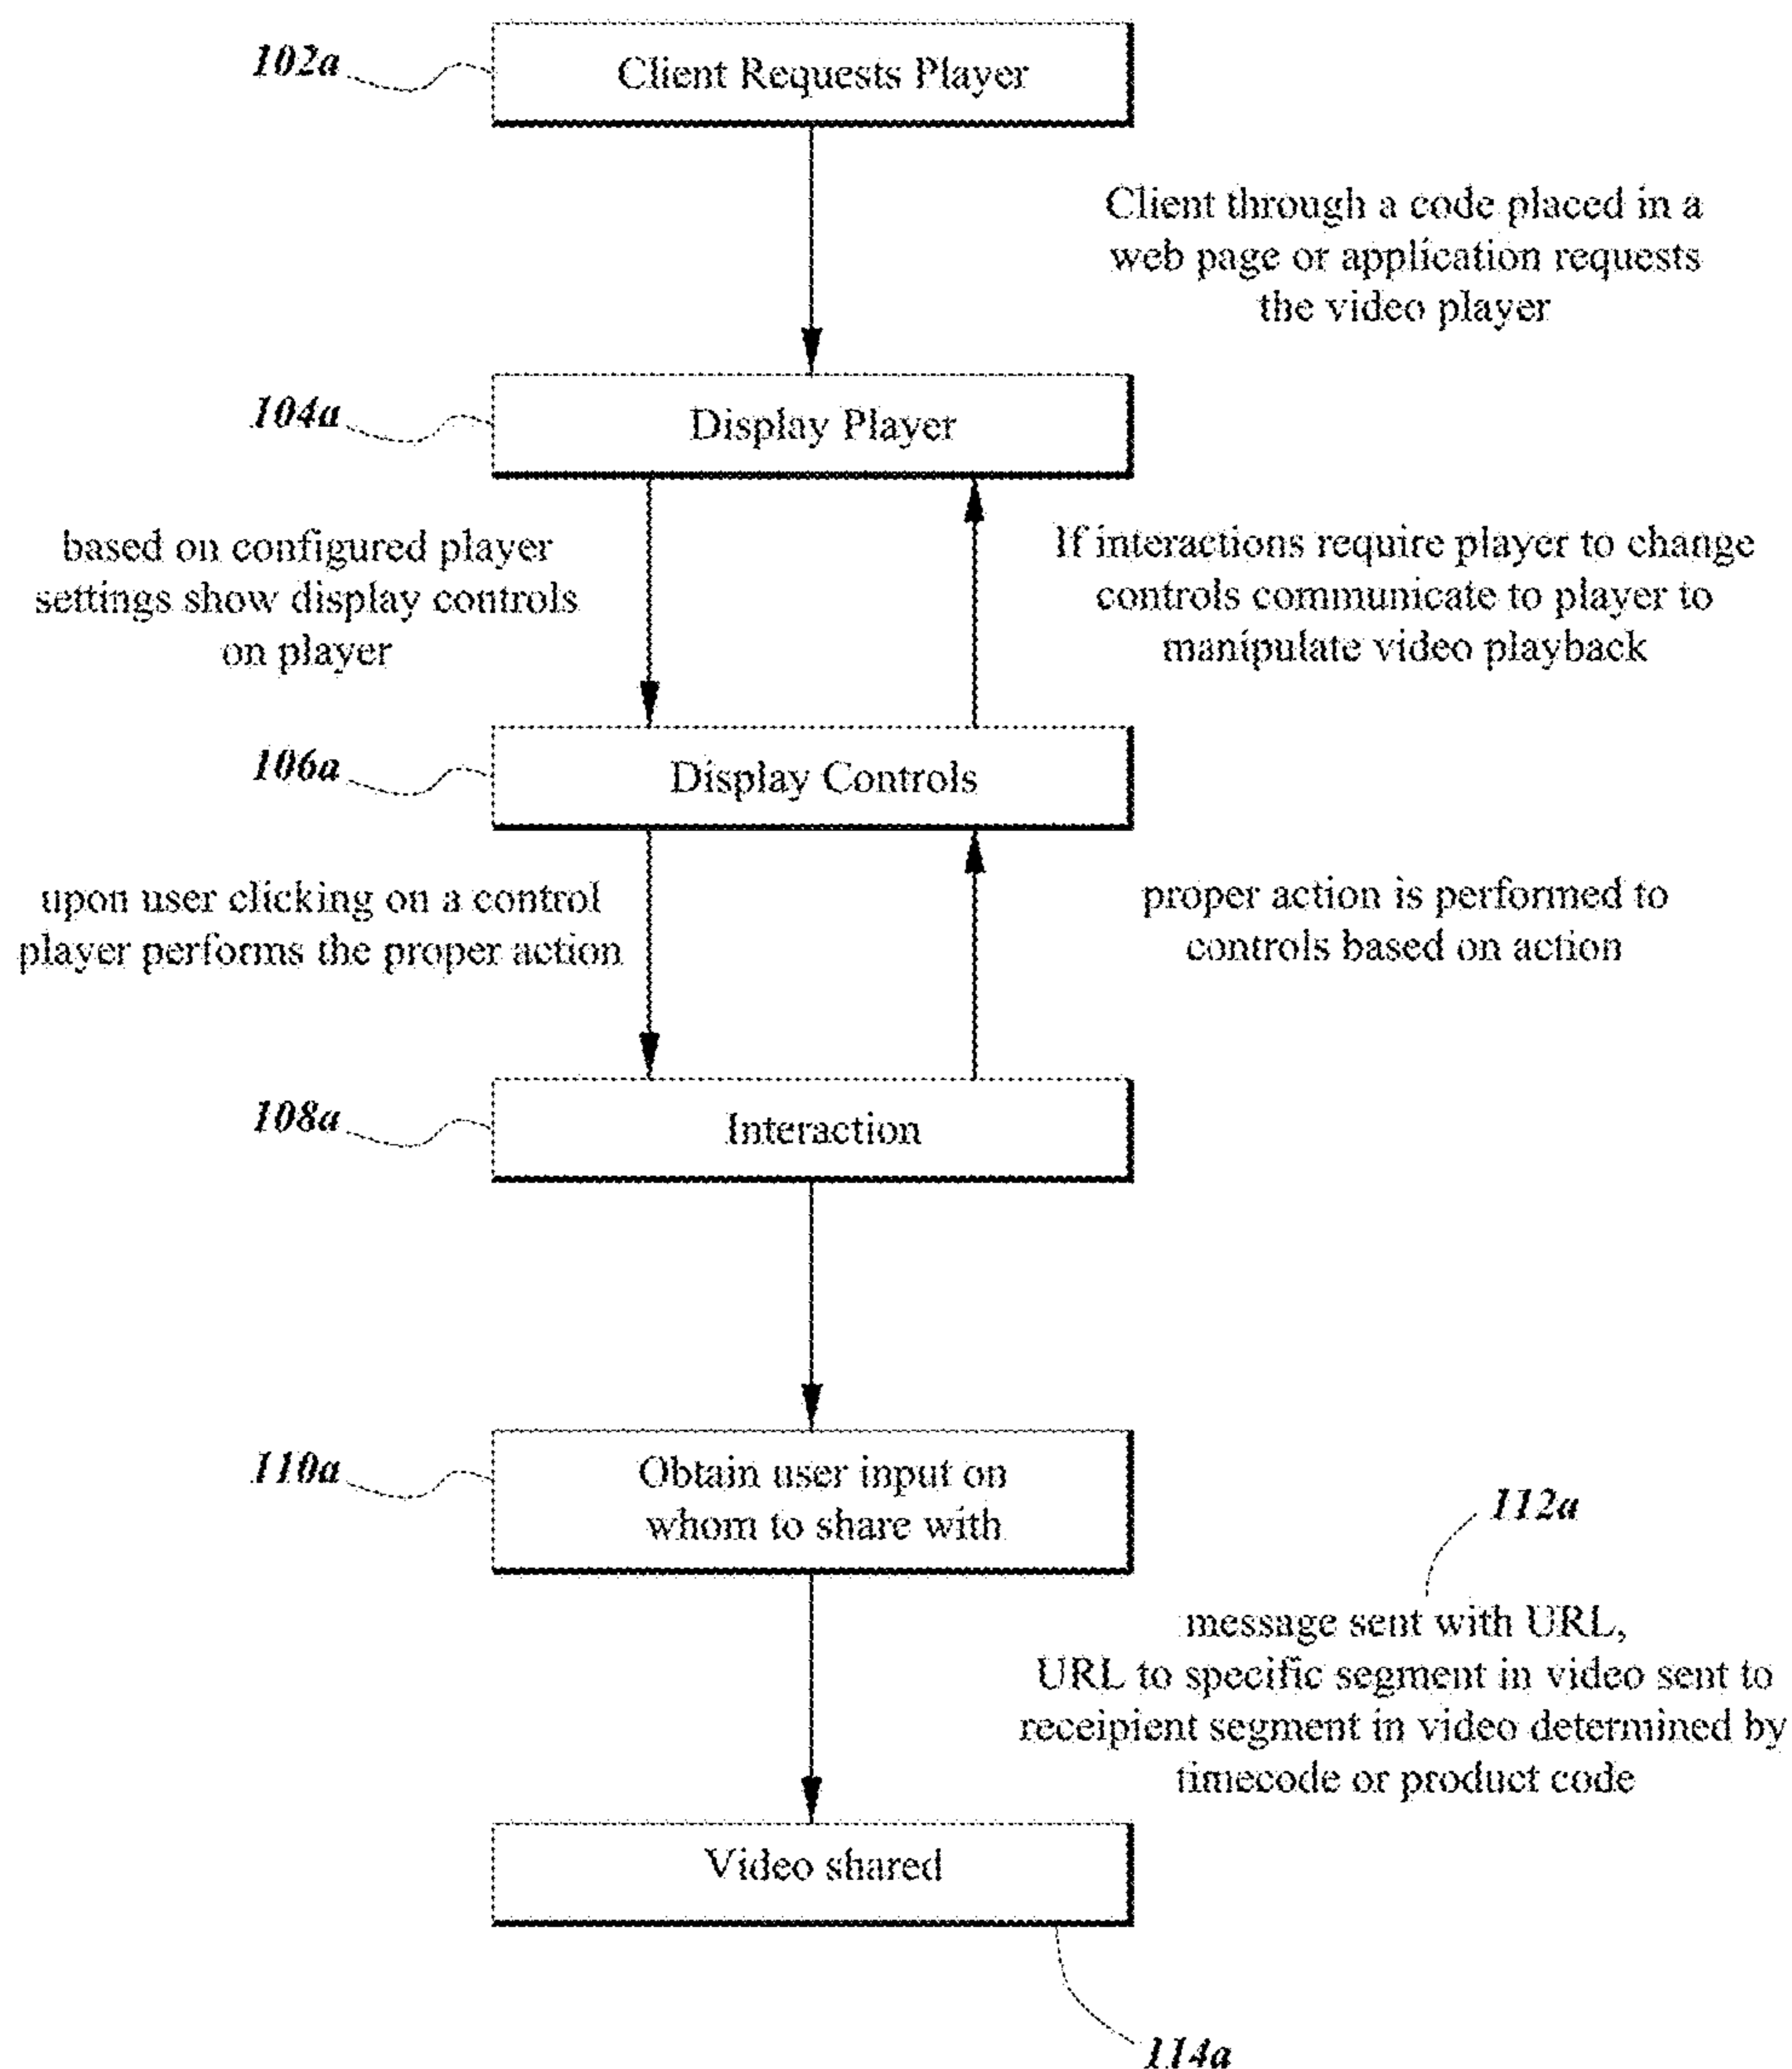 102a
Client Requests Player
Client through a code placed in a
web page or application requests
the video player
104a
Display Player
based on configured player
settings show display controls
on player
If interactions require player to change
controls communicate to player to
manipulate video playback
106a
Display Controls
upon user clicking on a control
player performs the proper action
proper action is performed to
controls based on action
108a
Interaction
110a
Obtain user input on
whom to share with
112a
message sent with URL,
URL to specific segment in video sent to
receipient segment in video determined by
timecode or product code
Video shared
114a